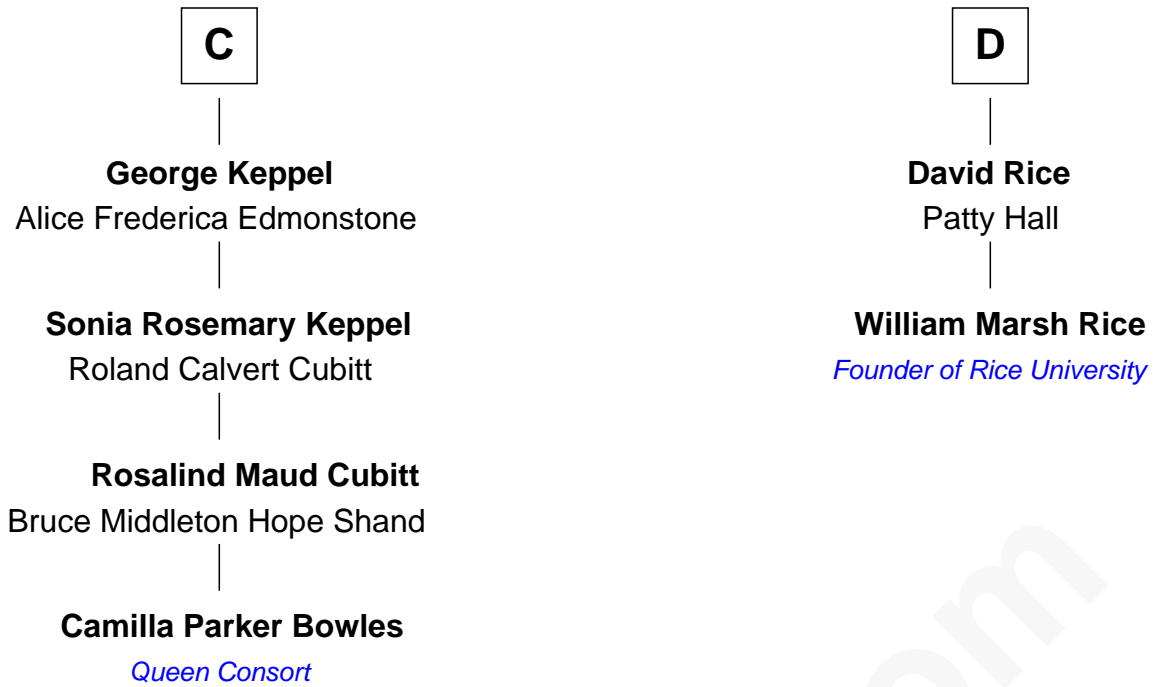 C
George Keppel
Alice Frederica Edmonstone
Sonia Rosemary Keppel
Roland Calvert Cubitt
Rosalind Maud Cubitt
Bruce Middleton Hope Shand
Camilla Parker Bowles
Queen Consort
D
David Rice
Patty Hall
William Marsh Rice
Founder of Rice University
om